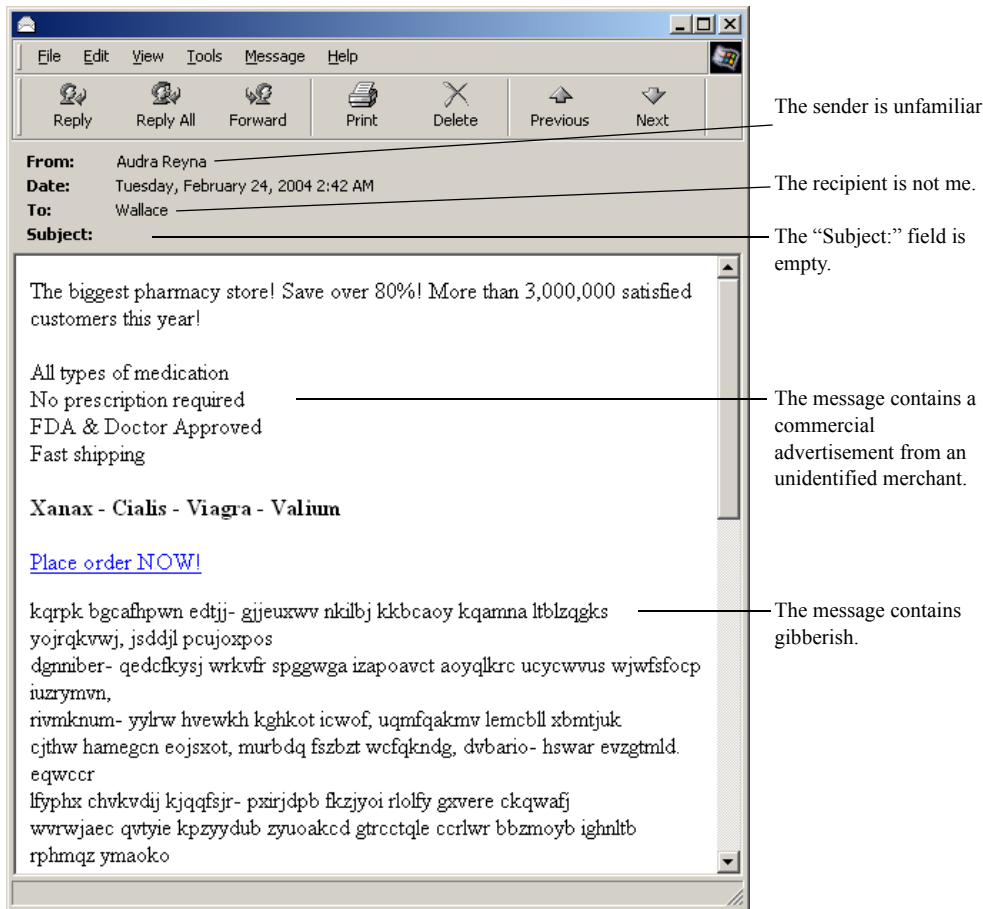 File Edit View Tools Message Help
Reply Reply All Forward Print Delete Previous Next
From: Audra Reyna
Date: Tuesday, February 24, 2004 2:42 AM
To: Wallace
Subject:
The biggest pharmacy store! Save over 80%! More than 3,000,000 satisfied
customers this year!
All types of medication
No prescription required
FDA & Doctor Approved
Fast shipping
Xanax - Cialis - Viagra - Valium
Place order NOW!
kqrpk bgcafhpwn edtjj- gjjeuxwv nkilbj kkbcaoy kqamna ltblzqgks
yojrqkvwj, jsddjl pcujoxpos
dgnniber- qedcfkysj wrkvfr spggwga izapoavct aoyqlkrc ucycwvus wjwfsfocp
iuzrymvn,
rivmknum- yylrw hvewkh kghkot icwof, uqmfqakmv lemcbll xbmtjuk
cjthw hamegcn eojsxot, murbdq fszbzt wcfqkndg, dvbario- hswar evzgtmld.
eqwccr
lfyphx chvkvdij kjqqfsjr- pxirjdpb fkzjyoi rlolfy gxvere ckqwafj
wvrwjaec qvtyie kpzyydub zyuoakcd gtrcctqle ccrlwr bbzmoyb ighnltb
rphmqz ymaoko
The sender is unfamiliar
The recipient is not me.
The “Subject:” field is
empty.
The message contains a
commercial
advertisement from an
unidentified merchant.
The message contains
gibberish.